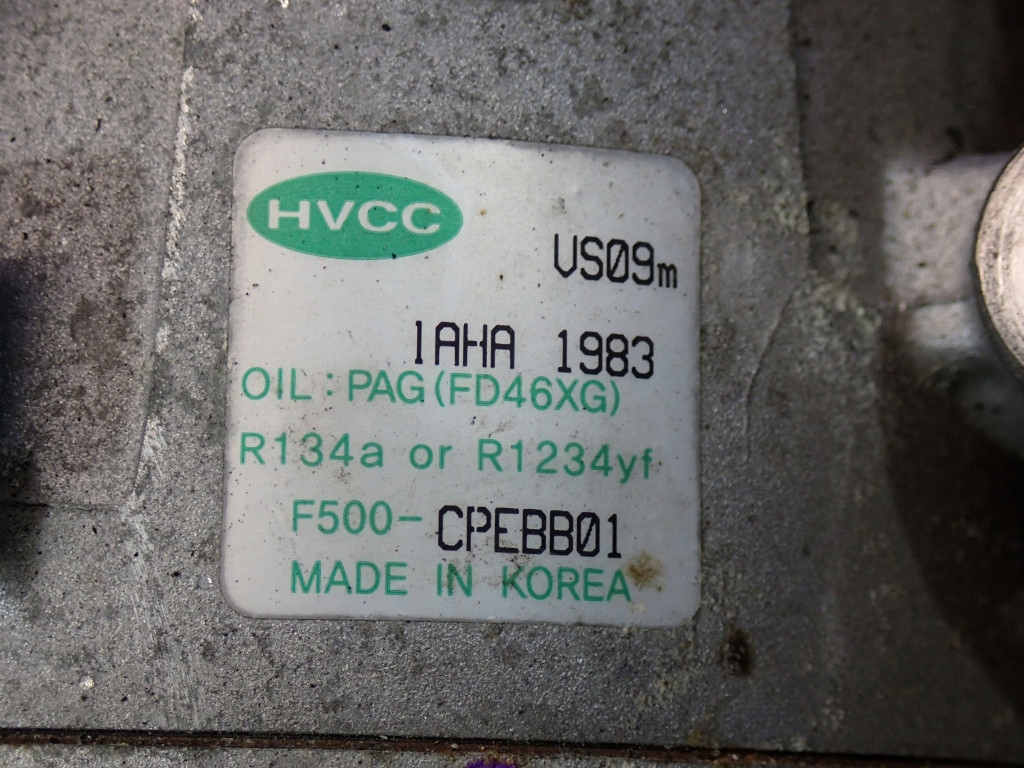 HVCC
VS09m
1AHA 1983
OIL : PAG (FD46XG)
R134a or R1234yf
F500-CPEBB01
MADE IN KOREA